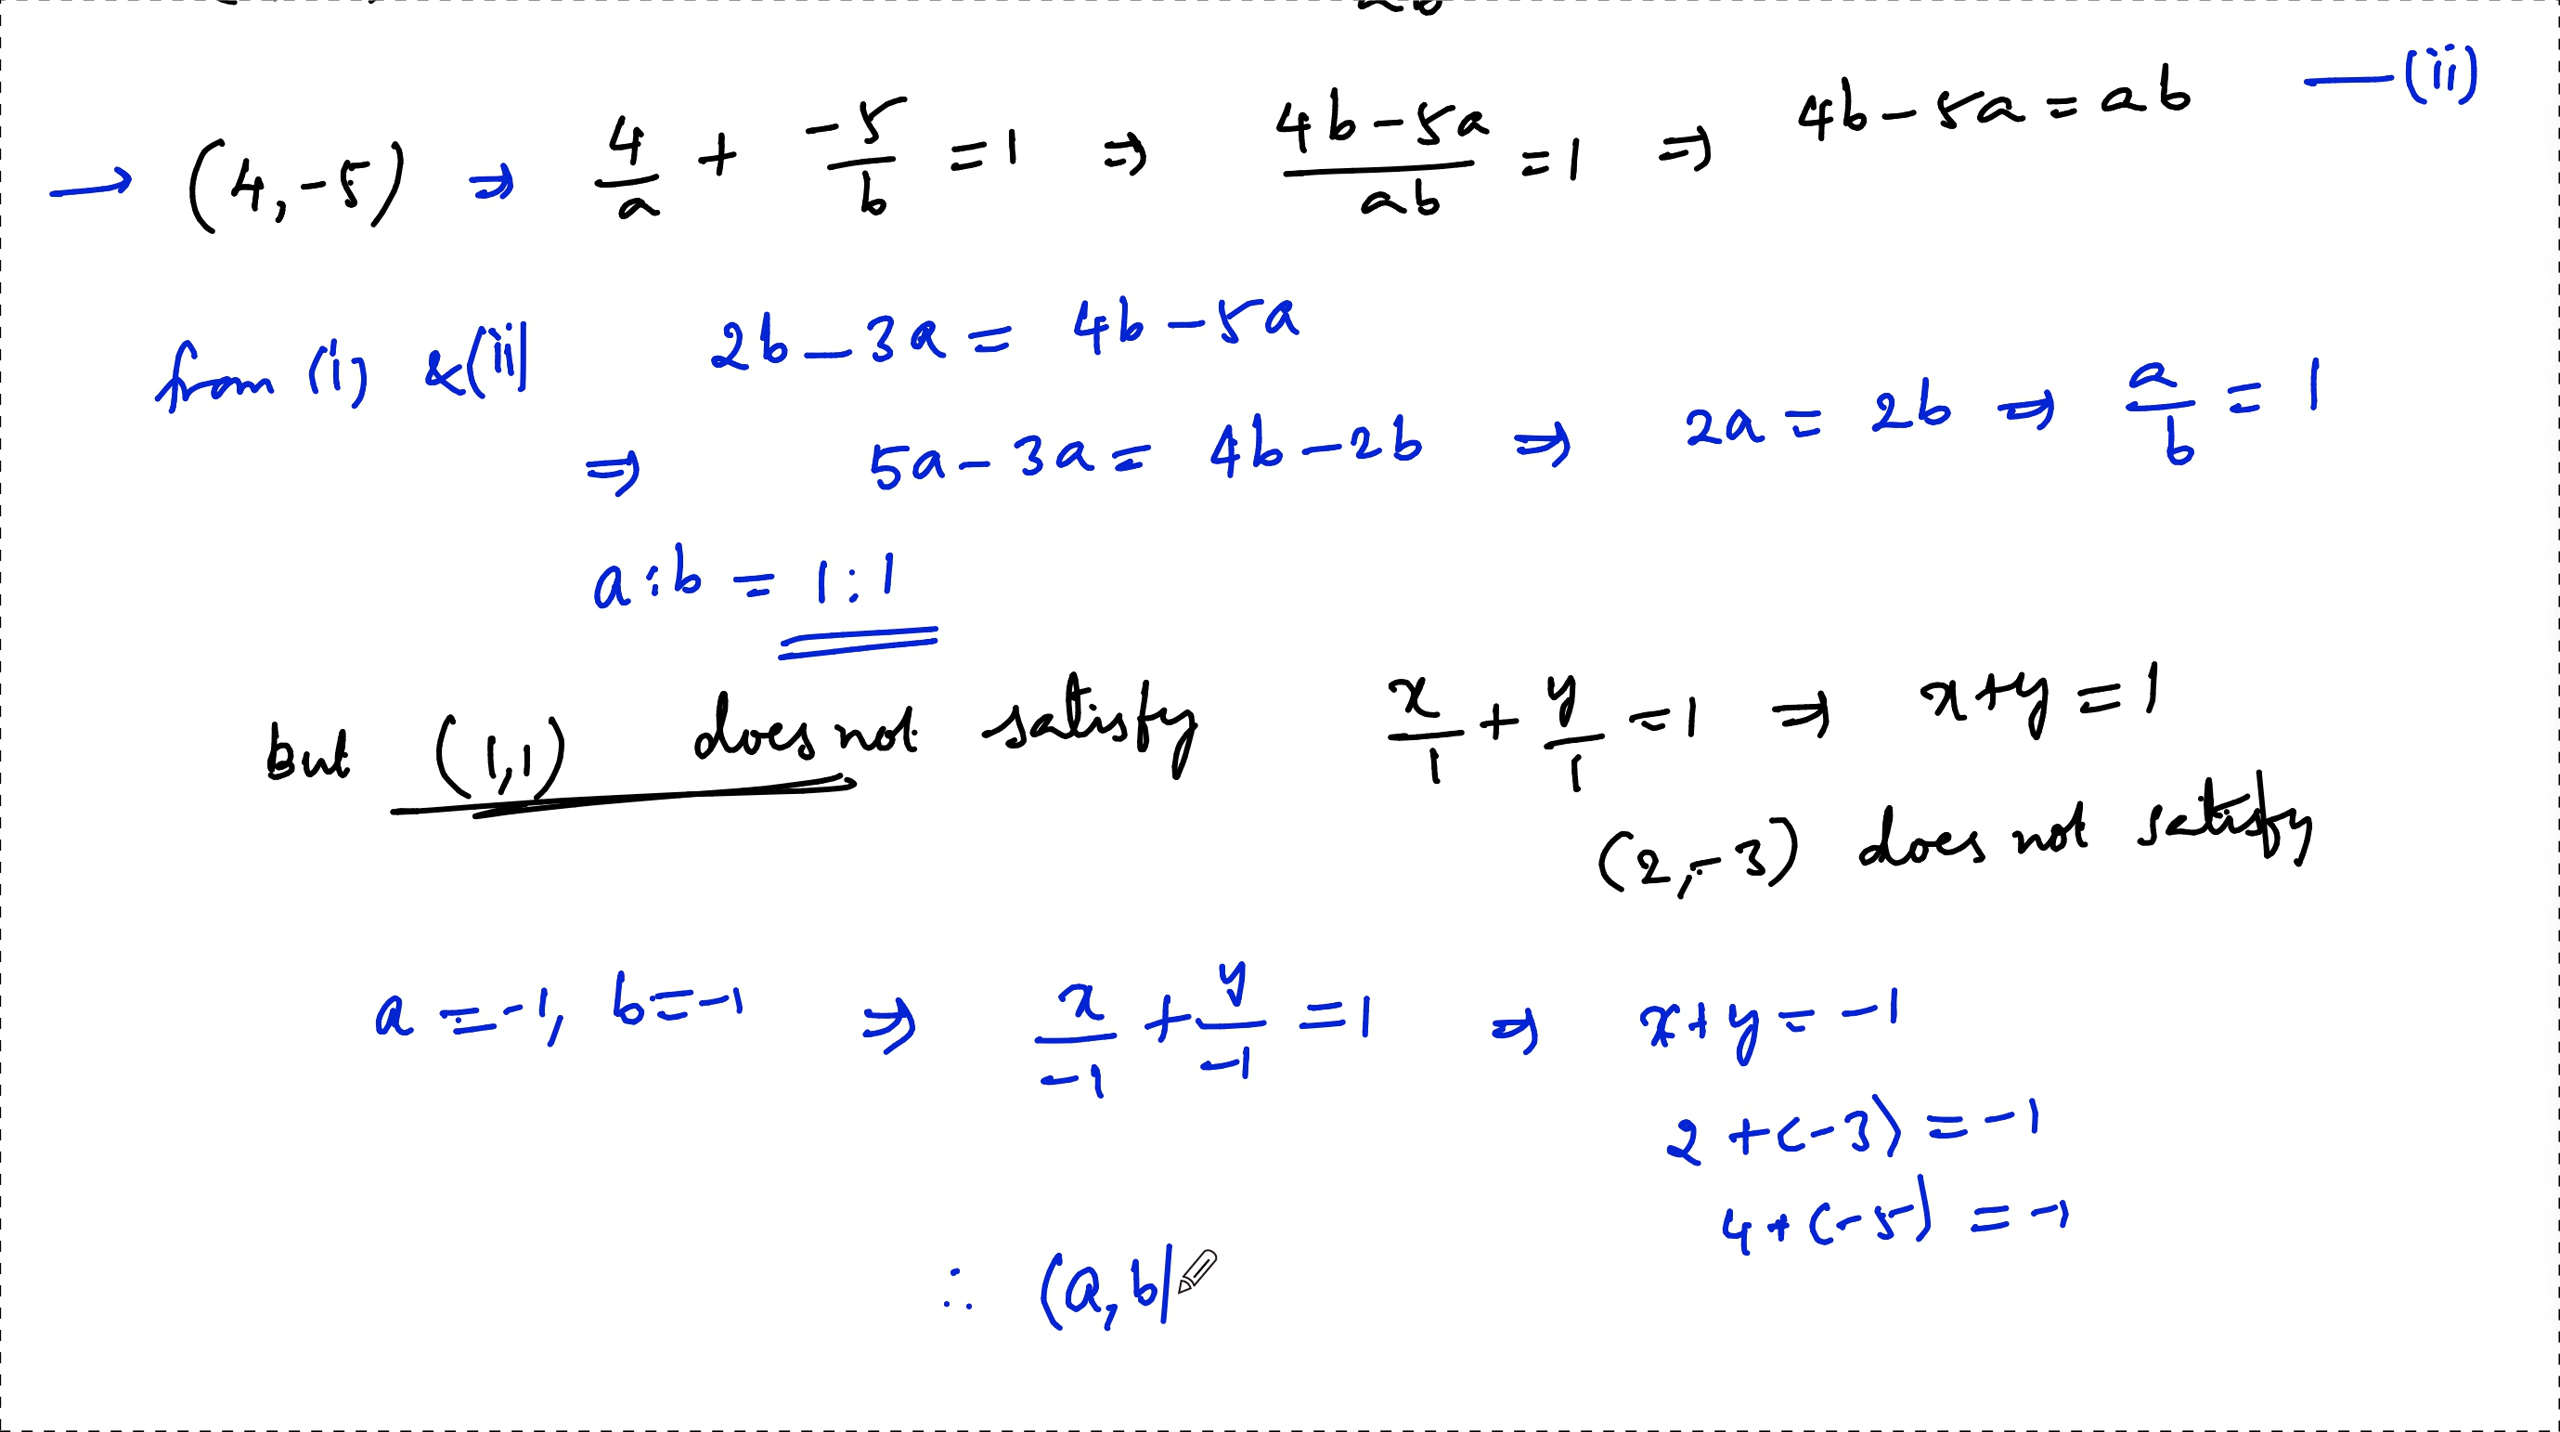 → (4,-5) ⇒ 4/a + -5/b = 1 ⇒ (4b-5a)/ab = 1 ⇒ 4b-5a = ab —(ii)
from (i) &(ii) 2b-3a = 4b-5a
⇒ 5a-3a = 4b-2b ⇒ 2a = 2b ⇒ a/b = 1
a:b = 1:1
but (1,1) does not satisfy x/1 + y/1 = 1 ⇒ x+y = 1
(2,-3) does not satisfy
a=-1, b=-1 ⇒ x/-1 + y/-1 = 1 ⇒ x+y = -1
2+(-3) = -1
4+(-5) = -1
∴ (a,b)